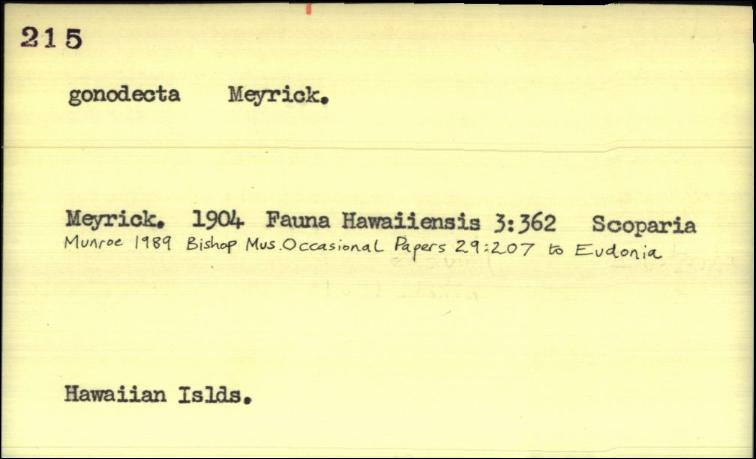 215
gonodecta Meyrick.
Meyrick. 1904 Fauna Hawaiiensis 3:362 Scoparia
Munroe 1989 Bishop Mus. Occasional Papers 29:207 to Eudonia
Hawaiian Islds.